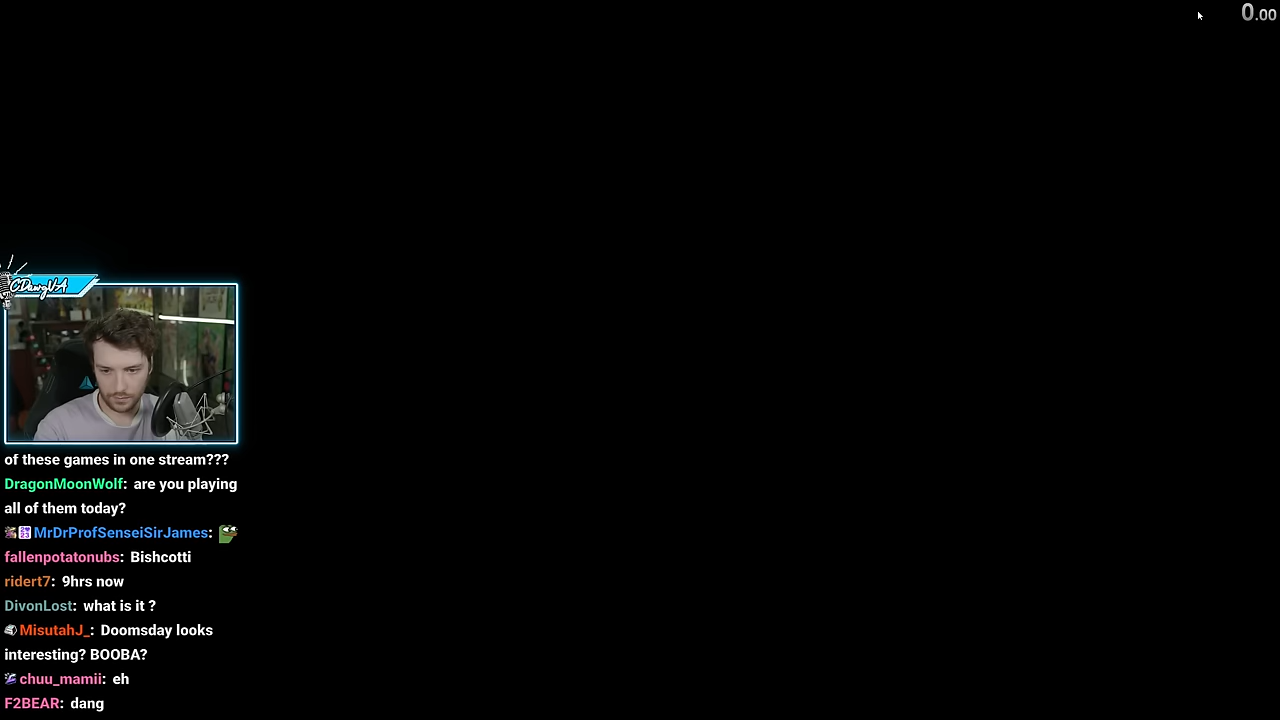 0.00
CDawgVA
of these games in one stream???
DragonMoonWolf: are you playing
all of them today?
MrDrProfSenseiSirJames:
fallenpotatonubs: Bishcotti
ridert7: 9hrs now
DivonLost: what is it ?
MisutahJ_: Doomsday looks
interesting? BOOBA?
chuu_mamii: eh
F2BEAR: dang